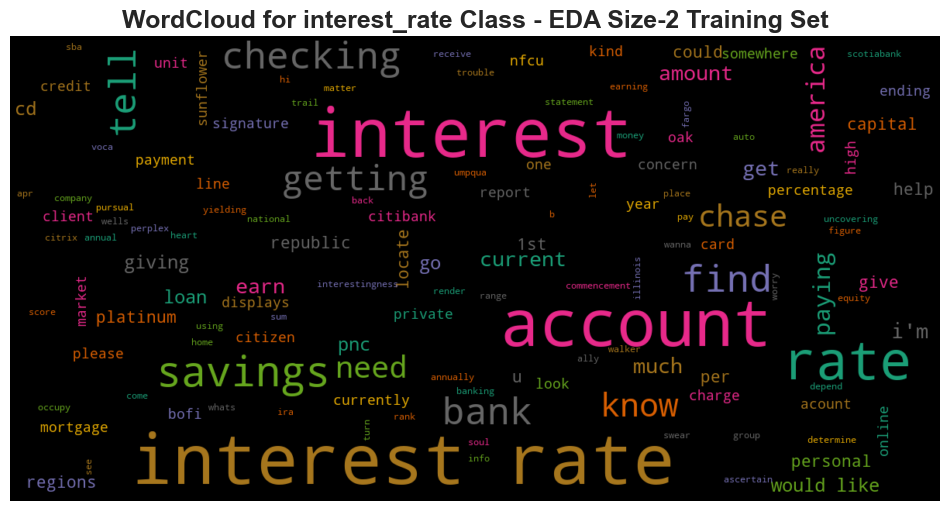 WordCloud for interest_rate Class - EDA Size-2 Training Set
sba
tell
unit
sunflower
checking
hi
receive
trouble
nfcu
kind
could
somewhere
america
scotiabank
credit
cd
trail
matter
statement
earning
amount
fargo
ending
signature
interest
money
oak
auto
capital
voca
payment
getting
umpqua
one
let
concern
place
get
really
high
percentage
help
apr
company
pursual
line
back
report
year
pay
chase
uncovering
figure
client
wells
yielding
national
citibank
b
card
citrix
annual
perplex
heart
republic
locate
1st
wanna
giving
go
current
find
paying
market
loan
earn
interestingness
render
range
commencement
illinois
worry
give
equity
displays
score
platinum
using
sum
private
account
i'm
home
citizen
please
pnc
ally
walker
rate
savings
need
u
look
much
per
depend
come
annually
banking
charge
acount
occupy
whats
ira
currently
rank
bofi
bank
know
online
mortgage
turn
soul
swear
group
determine
see
interest rate
info
personal
regions
ascertain
would like